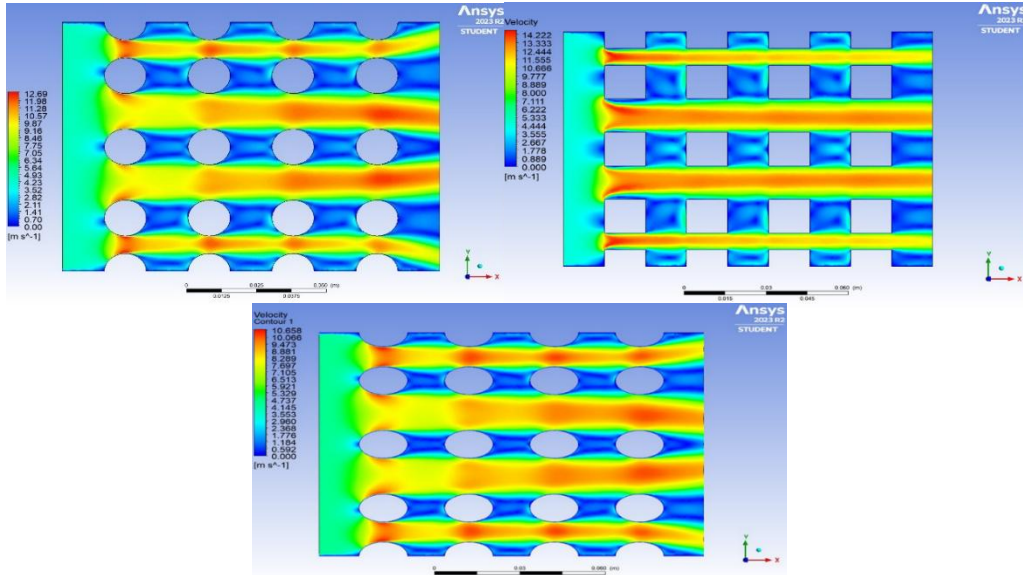 Ansys
2023 R2
STUDENT
12.69
11.98
11.28
10.57
9.87
9.16
8.46
7.75
7.05
6.34
5.64
4.93
4.23
3.52
2.82
2.11
1.41
0.70
0.00
[m s^-1]
Y
X
0
0.025
0.050 (m)
0.0125
0.0375
Velocity
14.222
13.333
12.444
11.555
10.666
9.777
8.889
8.000
7.111
6.222
5.333
4.444
3.555
2.667
1.778
0.889
0.000
[m s^-1]
Ansys
2023 R2
STUDENT
Y
X
0
0.03
0.060 (m)
0.015
0.045
Velocity
Contour 1
10.658
10.066
9.473
8.881
8.289
7.697
7.105
6.513
5.921
5.329
4.737
4.145
3.553
2.960
2.368
1.776
1.184
0.592
0.000
[m s^-1]
Ansys
2023 R2
STUDENT
Y
X
0
0.03
0.060 (m)